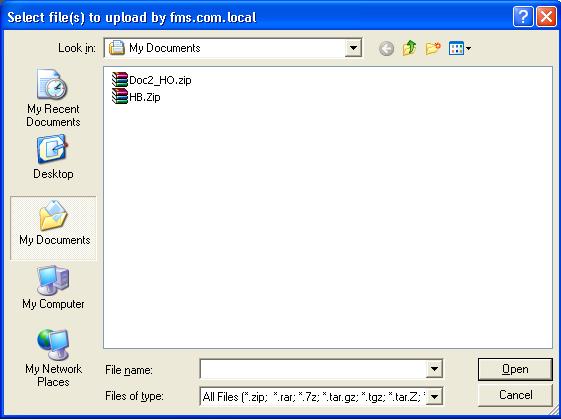 Select file(s) to upload by fms.com.local
Look in: My Documents
Doc2_HO.zip
HB.Zip
My Recent
Documents
Desktop
My Documents
My Computer
My Network
Places
File name:
Open
Files of type: All Files (*.zip; *.rar; *.7z; *.tar.gz; *.tgz; *.tar.Z; *
Cancel